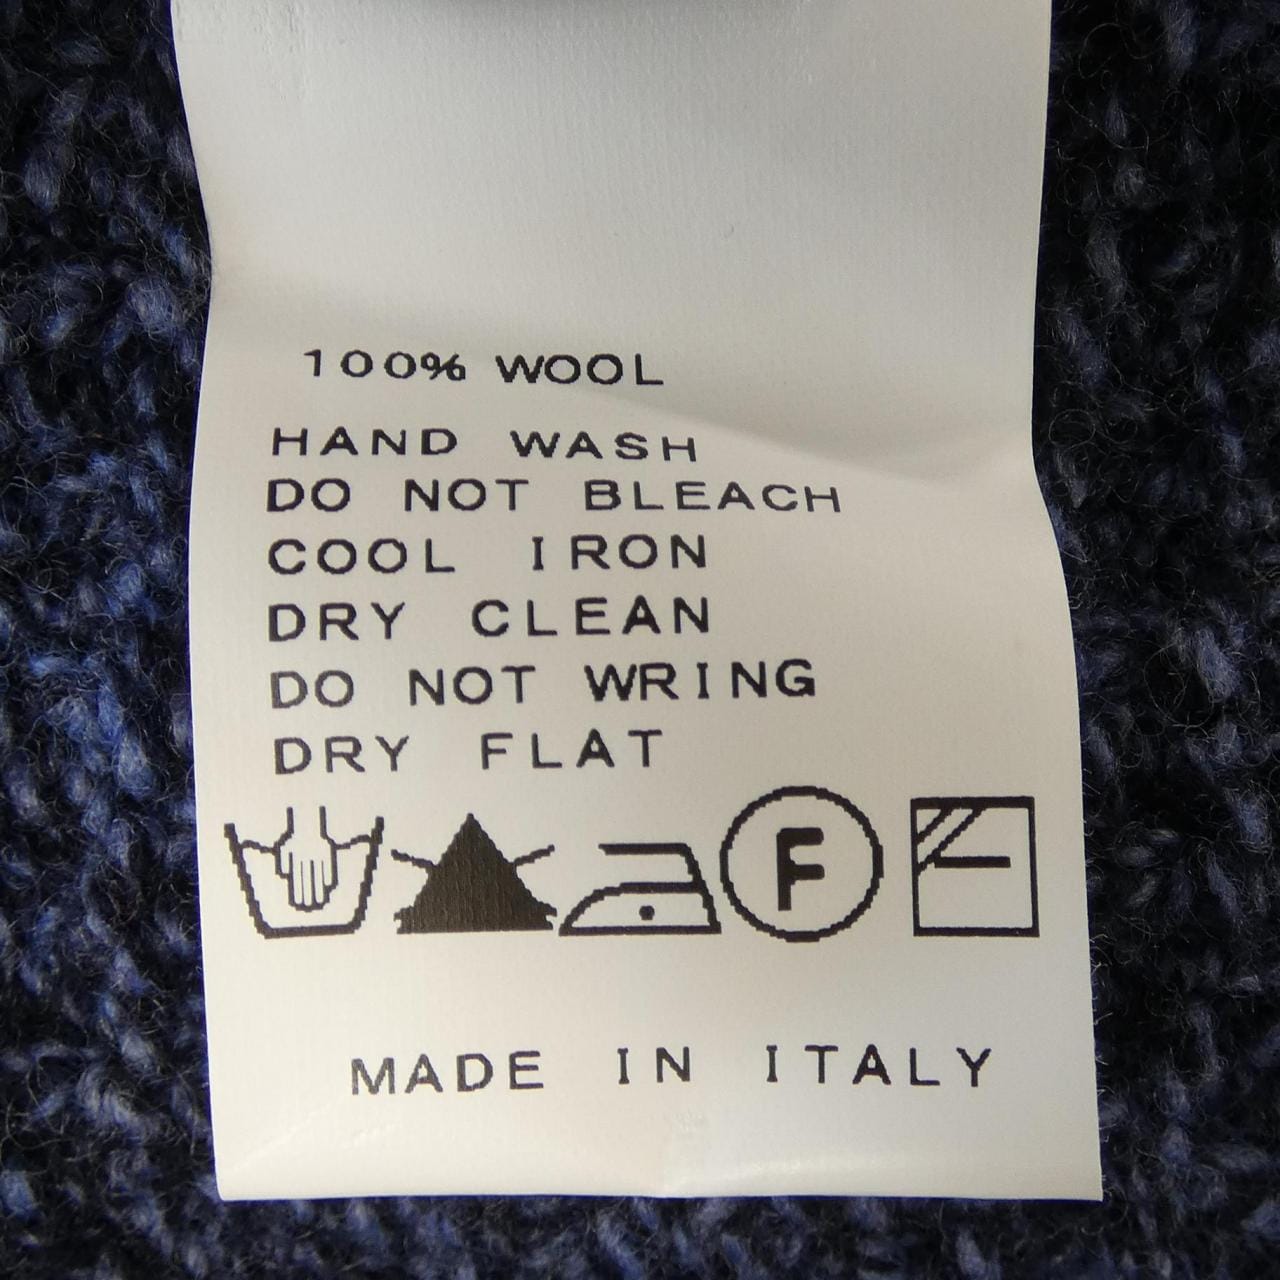 100% WOOL
HAND WASH
DO NOT BLEACH
COOL IRON
DRY CLEAN
DO NOT WRING
DRY FLAT
F
MADE IN ITALY